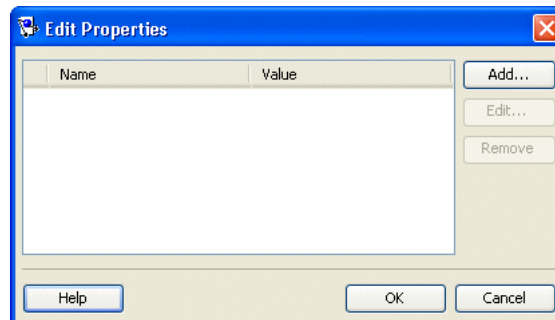 Edit Properties
Name Value
Add...
Edit...
Remove
Help OK Cancel